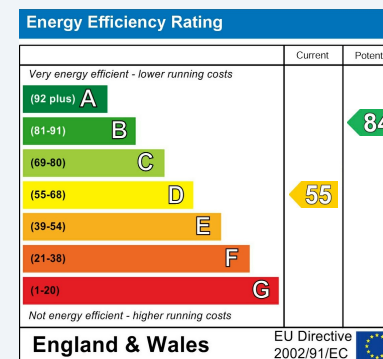 Energy Efficiency Rating
Current
Very energy efficient - lower running costs
(92 plus) A
(81-91) B
84
(69-80) C
(55-68) D
55
(39-54) E
(21-38) F
(1-20) G
Not energy efficient - higher running costs
England & Wales
EU Directive
2002/91/EC